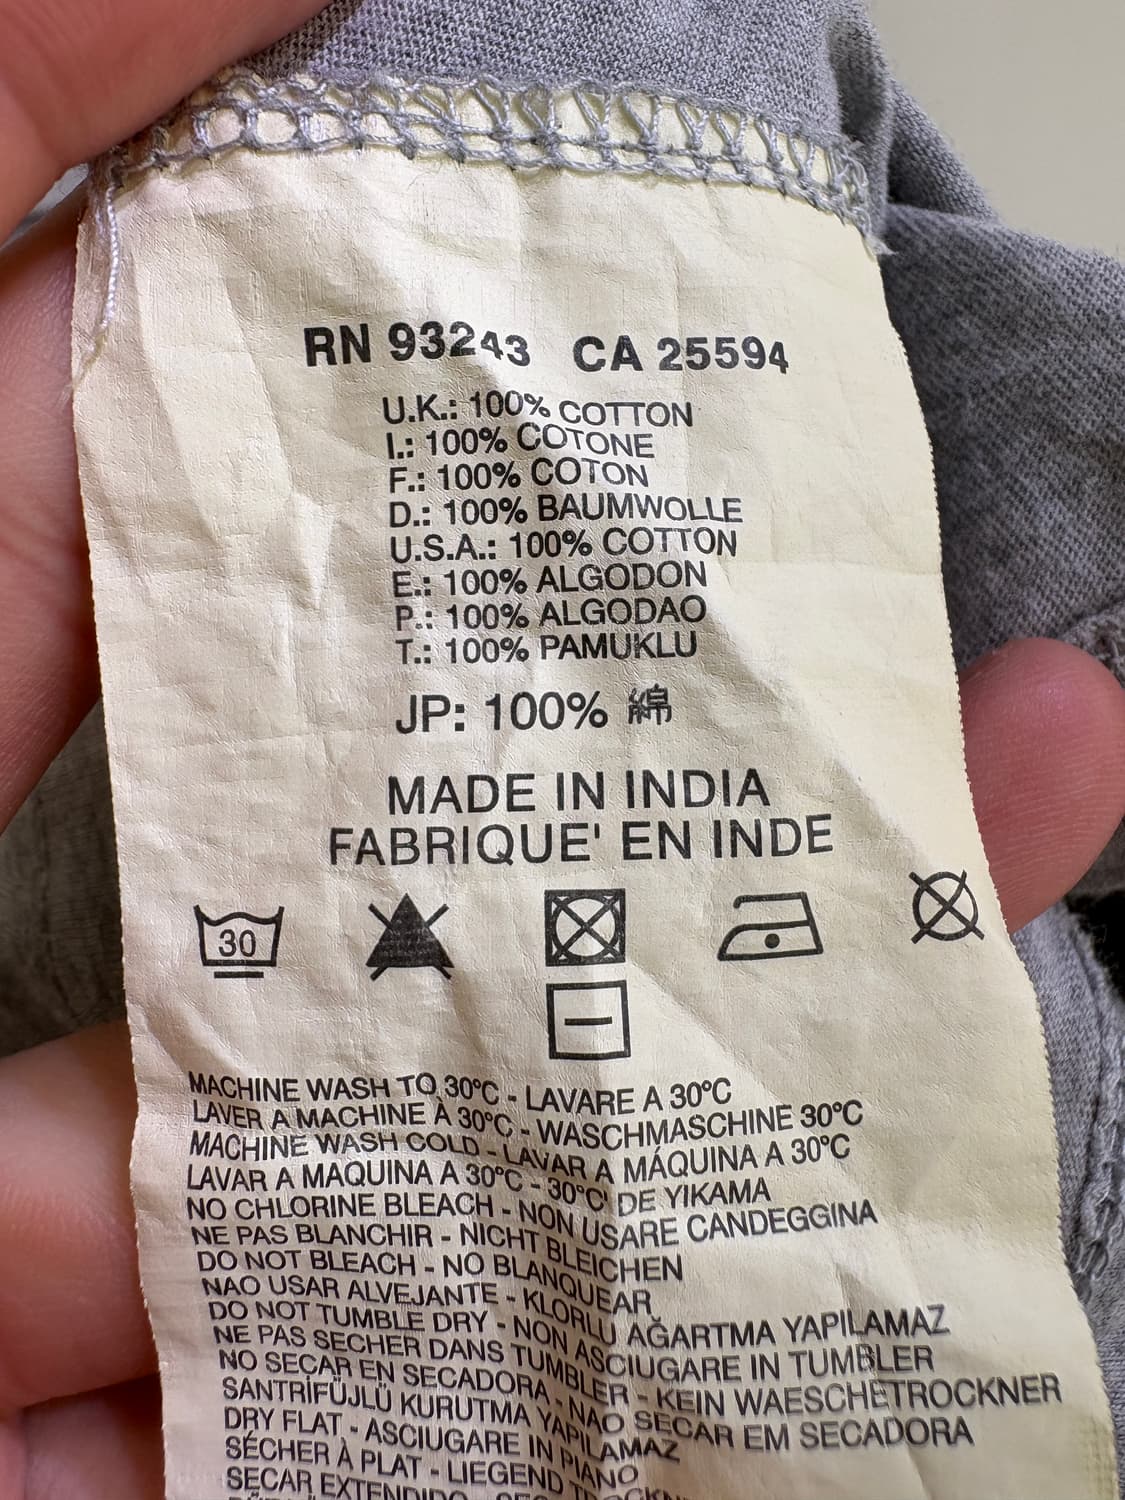 RN 93243 CA 25594
U.K.: 100% COTTON
I.: 100% COTONE
F.: 100% COTON
D.: 100% BAUMWOLLE
U.S.A.: 100% COTTON
E.: 100% ALGODON
P.: 100% ALGODAO
T.: 100% PAMUKLU
JP: 100% 綿
MADE IN INDIA
FABRIQUE' EN INDE
30
MACHINE WASH TO 30°C - LAVARE A 30°C
LAVER A MACHINE À 30°C - WASCHMASCHINE 30°C
MACHINE WASH COLD - LAVAR A MÁQUINA A 30°C
LAVAR A MAQUINA A 30°C - 30°C' DE YIKAMA
NO CHLORINE BLEACH - NON USARE CANDEGGINA
NE PAS BLANCHIR - NICHT BLEICHEN
DO NOT BLEACH - NO BLANQUEAR
NAO USAR ALVEJANTE - KLORLU AĞARTMA YAPILAMAZ
DO NOT TUMBLE DRY - NON ASCIUGARE IN TUMBLER
NE PAS SECHER DANS TUMBLER - KEIN WAESCHETROCKNER
NO SECAR EN SECADORA - NAO SECAR EM SECADORA
SANTRİFÜJLÜ KURUTMA YAPILAMAZ
DRY FLAT - ASCIUGARE IN PIANO
SÉCHER À PLAT - LIEGEND
SECAR EXTENDIDO -